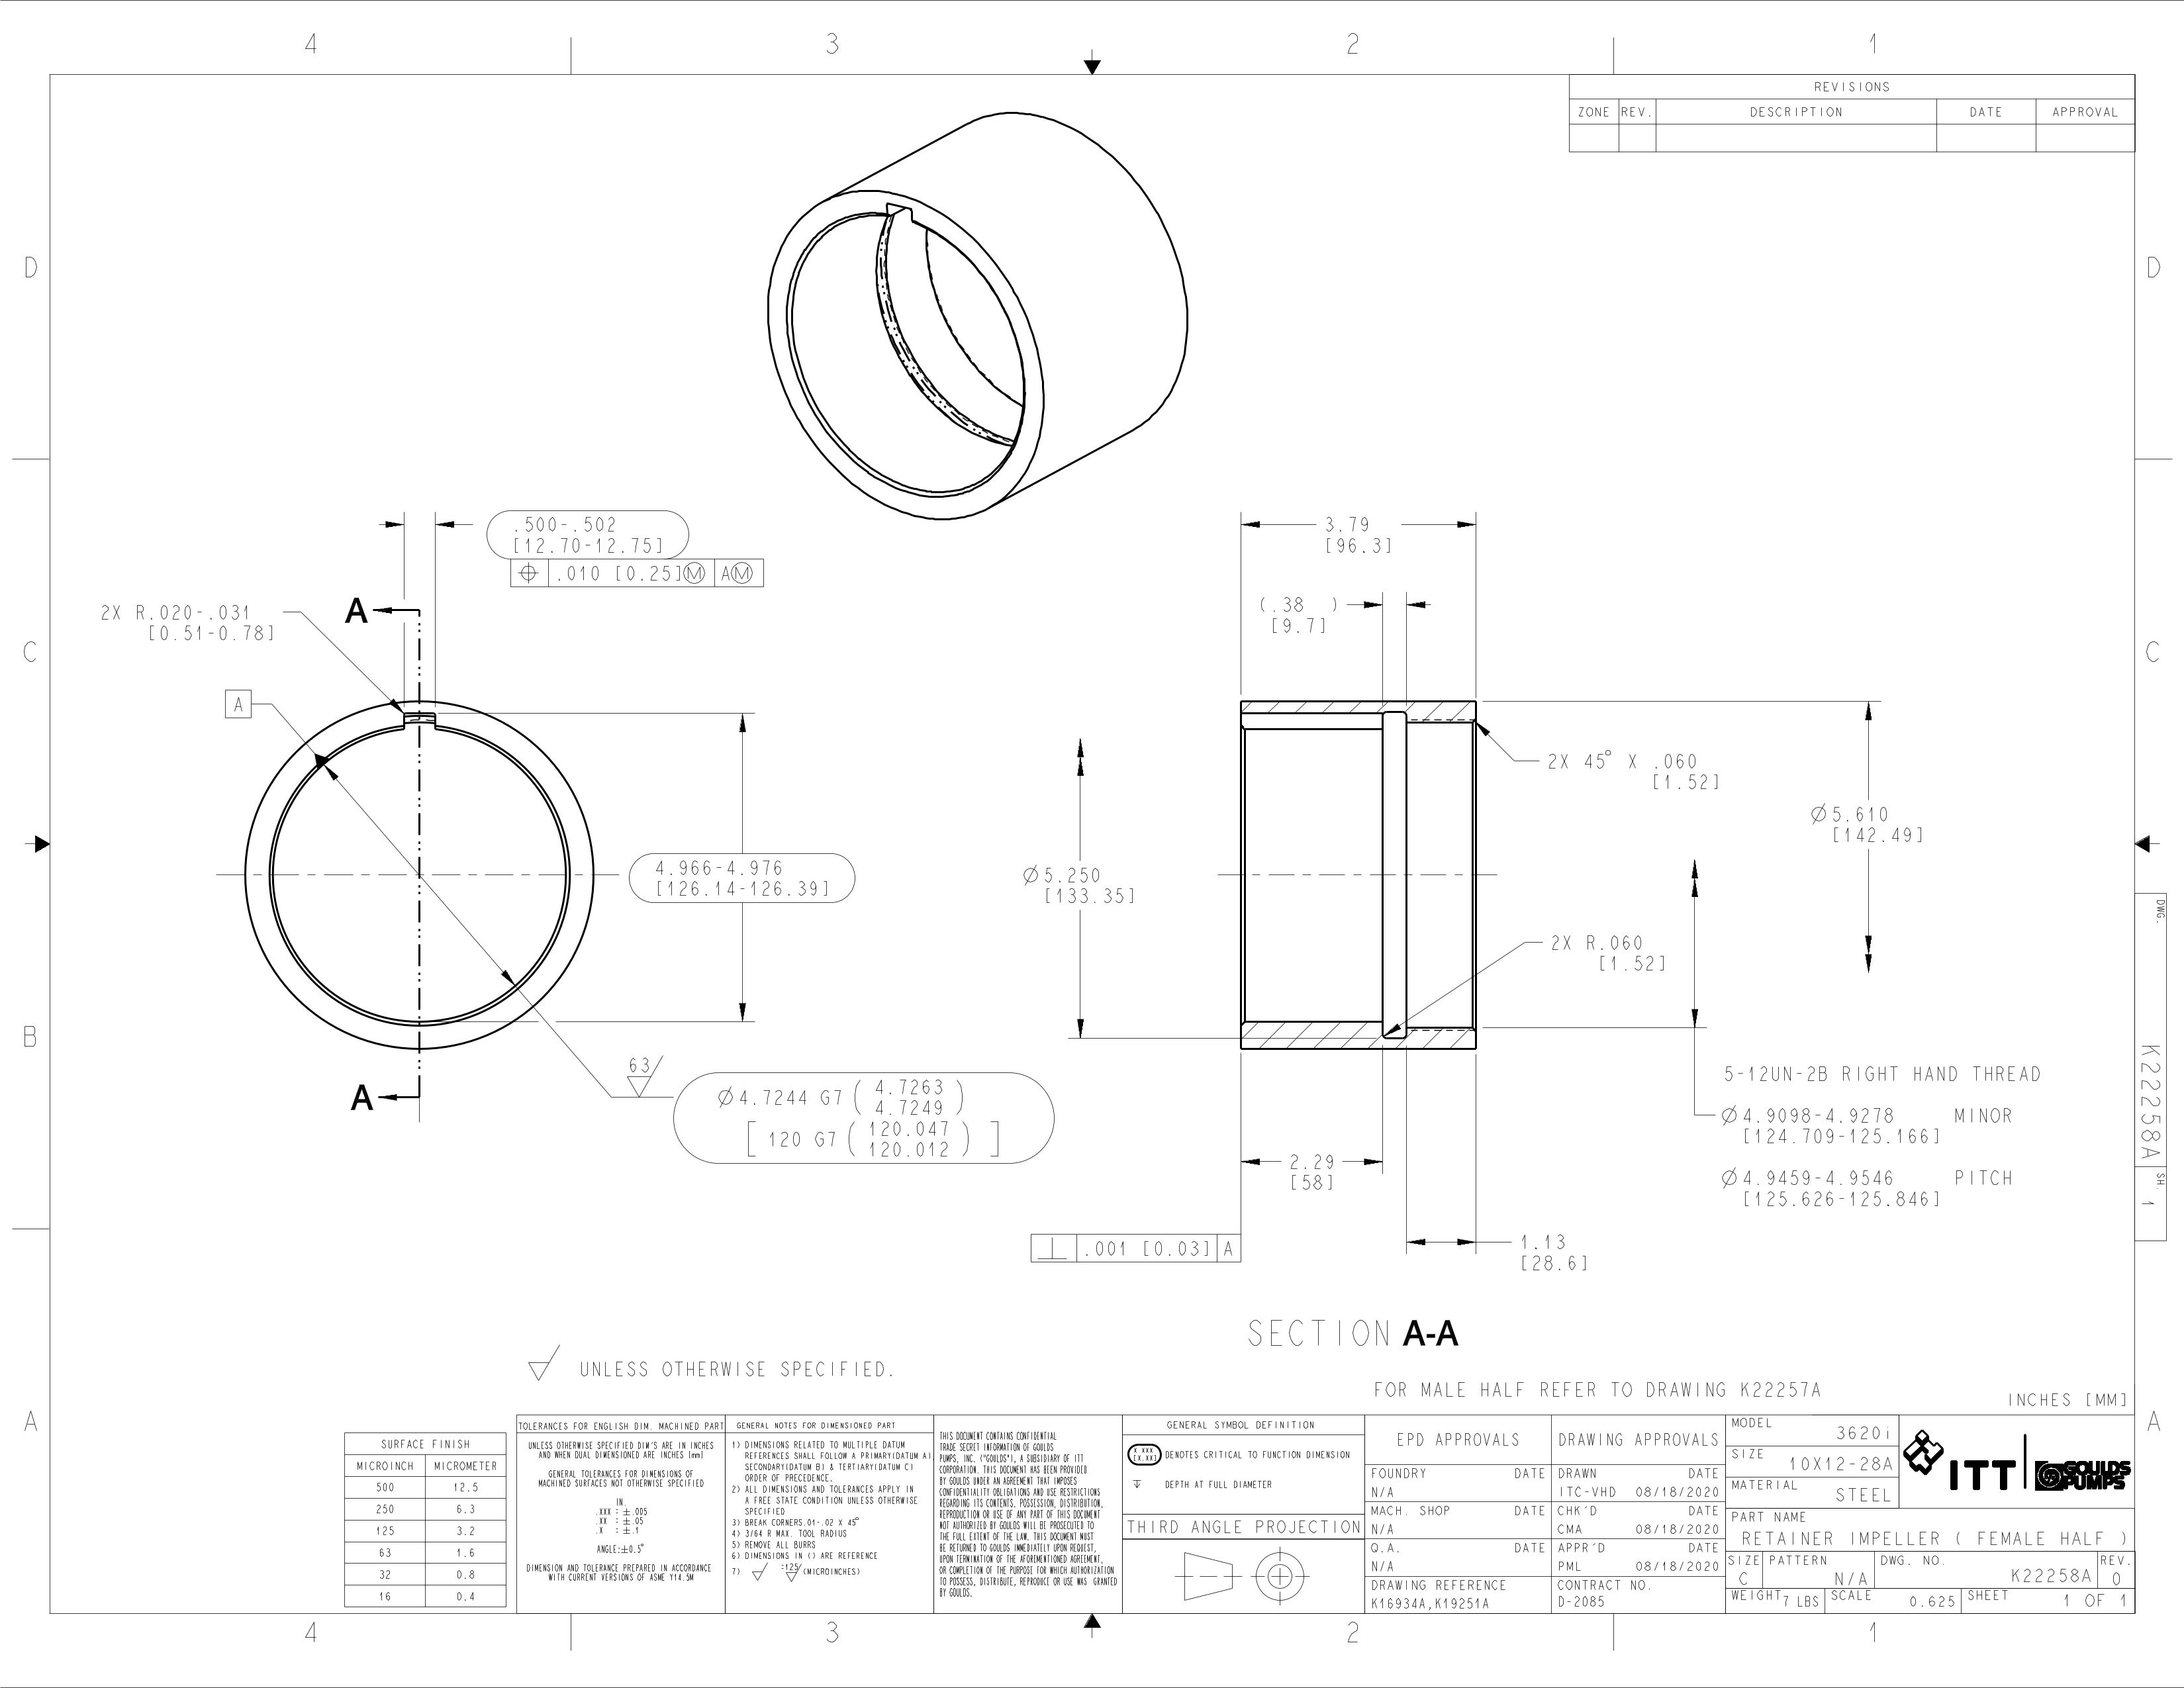 4 3 2 1
REVISIONS
ZONE REV. DESCRIPTION DATE APPROVAL
D D
.500-.502
[12.70-12.75]
.010 [0.25]Ⓜ AⓂ
2X R.020-.031
[0.51-0.78]
A
A
4.966-4.976
[126.14-126.39]
63
Ø4.7244 G7 (4.7263
4.7249)
[120 G7 (120.047
120.012)]
A
3.79
[96.3]
(.38 )
[9.7]
C C
2X 45° X .060
[1.52]
Ø5.610
[142.49]
Ø5.250
[133.35]
2X R.060
[1.52]
5-12UN-2B RIGHT HAND THREAD
Ø4.9098-4.9278 MINOR
[124.709-125.166]
Ø4.9459-4.9546 PITCH
[125.626-125.846]
2.29
[58]
.001 [0.03] A
1.13
[28.6]
B
DWG.
K22258A
SH.
1
SECTION A-A
UNLESS OTHERWISE SPECIFIED.
FOR MALE HALF REFER TO DRAWING K22257A
INCHES [MM]
A A
SURFACE FINISH
MICROINCH MICROMETER
500 12.5
250 6.3
125 3.2
63 1.6
32 0.8
16 0.4
TOLERANCES FOR ENGLISH DIM. MACHINED PART
UNLESS OTHERWISE SPECIFIED DIM'S ARE IN INCHES
AND WHEN DUAL DIMENSIONED ARE INCHES [mm]
GENERAL TOLERANCES FOR DIMENSIONS OF
MACHINED SURFACES NOT OTHERWISE SPECIFIED
IN.
.XXX : ±.005
.XX : ±.05
.X : ±.1
ANGLE:±0.5°
DIMENSION AND TOLERANCE PREPARED IN ACCORDANCE
WITH CURRENT VERSIONS OF ASME Y14.5M
GENERAL NOTES FOR DIMENSIONED PART
1) DIMENSIONS RELATED TO MULTIPLE DATUM
REFERENCES SHALL FOLLOW A PRIMARY(DATUM A)
SECONDARY(DATUM B) & TERTIARY(DATUM C)
ORDER OF PRECEDENCE.
2) ALL DIMENSIONS AND TOLERANCES APPLY IN
A FREE STATE CONDITION UNLESS OTHERWISE
SPECIFIED
3) BREAK CORNERS.01-.02 X 45°
4) 3/64 R MAX. TOOL RADIUS
5) REMOVE ALL BURRS
6) DIMENSIONS IN () ARE REFERENCE
7) =125/ (MICROINCHES)
THIS DOCUMENT CONTAINS CONFIDENTIAL
TRADE SECRET INFORMATION OF GOULDS
PUMPS, INC. ("GOULDS"), A SUBSIDIARY OF ITT
CORPORATION. THIS DOCUMENT HAS BEEN PROVIDED
BY GOULDS UNDER AN AGREEMENT THAT IMPOSES
CONFIDENTIALITY OBLIGATIONS AND USE RESTRICTIONS
REGARDING ITS CONTENTS. POSSESSION, DISTRIBUTION,
REPRODUCTION OR USE OF ANY PART OF THIS DOCUMENT
NOT AUTHORIZED BY GOULDS WILL BE PROSECUTED TO
THE FULL EXTENT OF THE LAW. THIS DOCUMENT MUST
BE RETURNED TO GOULDS IMMEDIATELY UPON REQUEST,
UPON TERMINATION OF THE AFOREMENTIONED AGREEMENT,
OR COMPLETION OF THE PURPOSE FOR WHICH AUTHORIZATION
TO POSSESS, DISTRIBUTE, REPRODUCE OR USE WAS GRANTED
BY GOULDS.
GENERAL SYMBOL DEFINITION
X.XXX
[X.XX]
DENOTES CRITICAL TO FUNCTION DIMENSION
DEPTH AT FULL DIAMETER
THIRD ANGLE PROJECTION
EPD APPROVALS
FOUNDRY DATE
N/A
MACH. SHOP DATE
N/A
Q.A. DATE
N/A
DRAWING REFERENCE
K16934A,K19251A
DRAWING APPROVALS
DRAWN DATE
ITC-VHD 08/18/2020
CHK'D DATE
CMA 08/18/2020
APPR'D DATE
PML 08/18/2020
CONTRACT NO.
D-2085
MODEL
3620i
SIZE
10X12-28A
MATERIAL
STEEL
ITT
GOULDS
PUMPS
PART NAME
RETAINER IMPELLER ( FEMALE HALF )
SIZE PATTERN DWG. NO. REV.
C N/A K22258A 0
WEIGHT 7 LBS SCALE 0.625 SHEET 1 OF 1
4 3 2 1